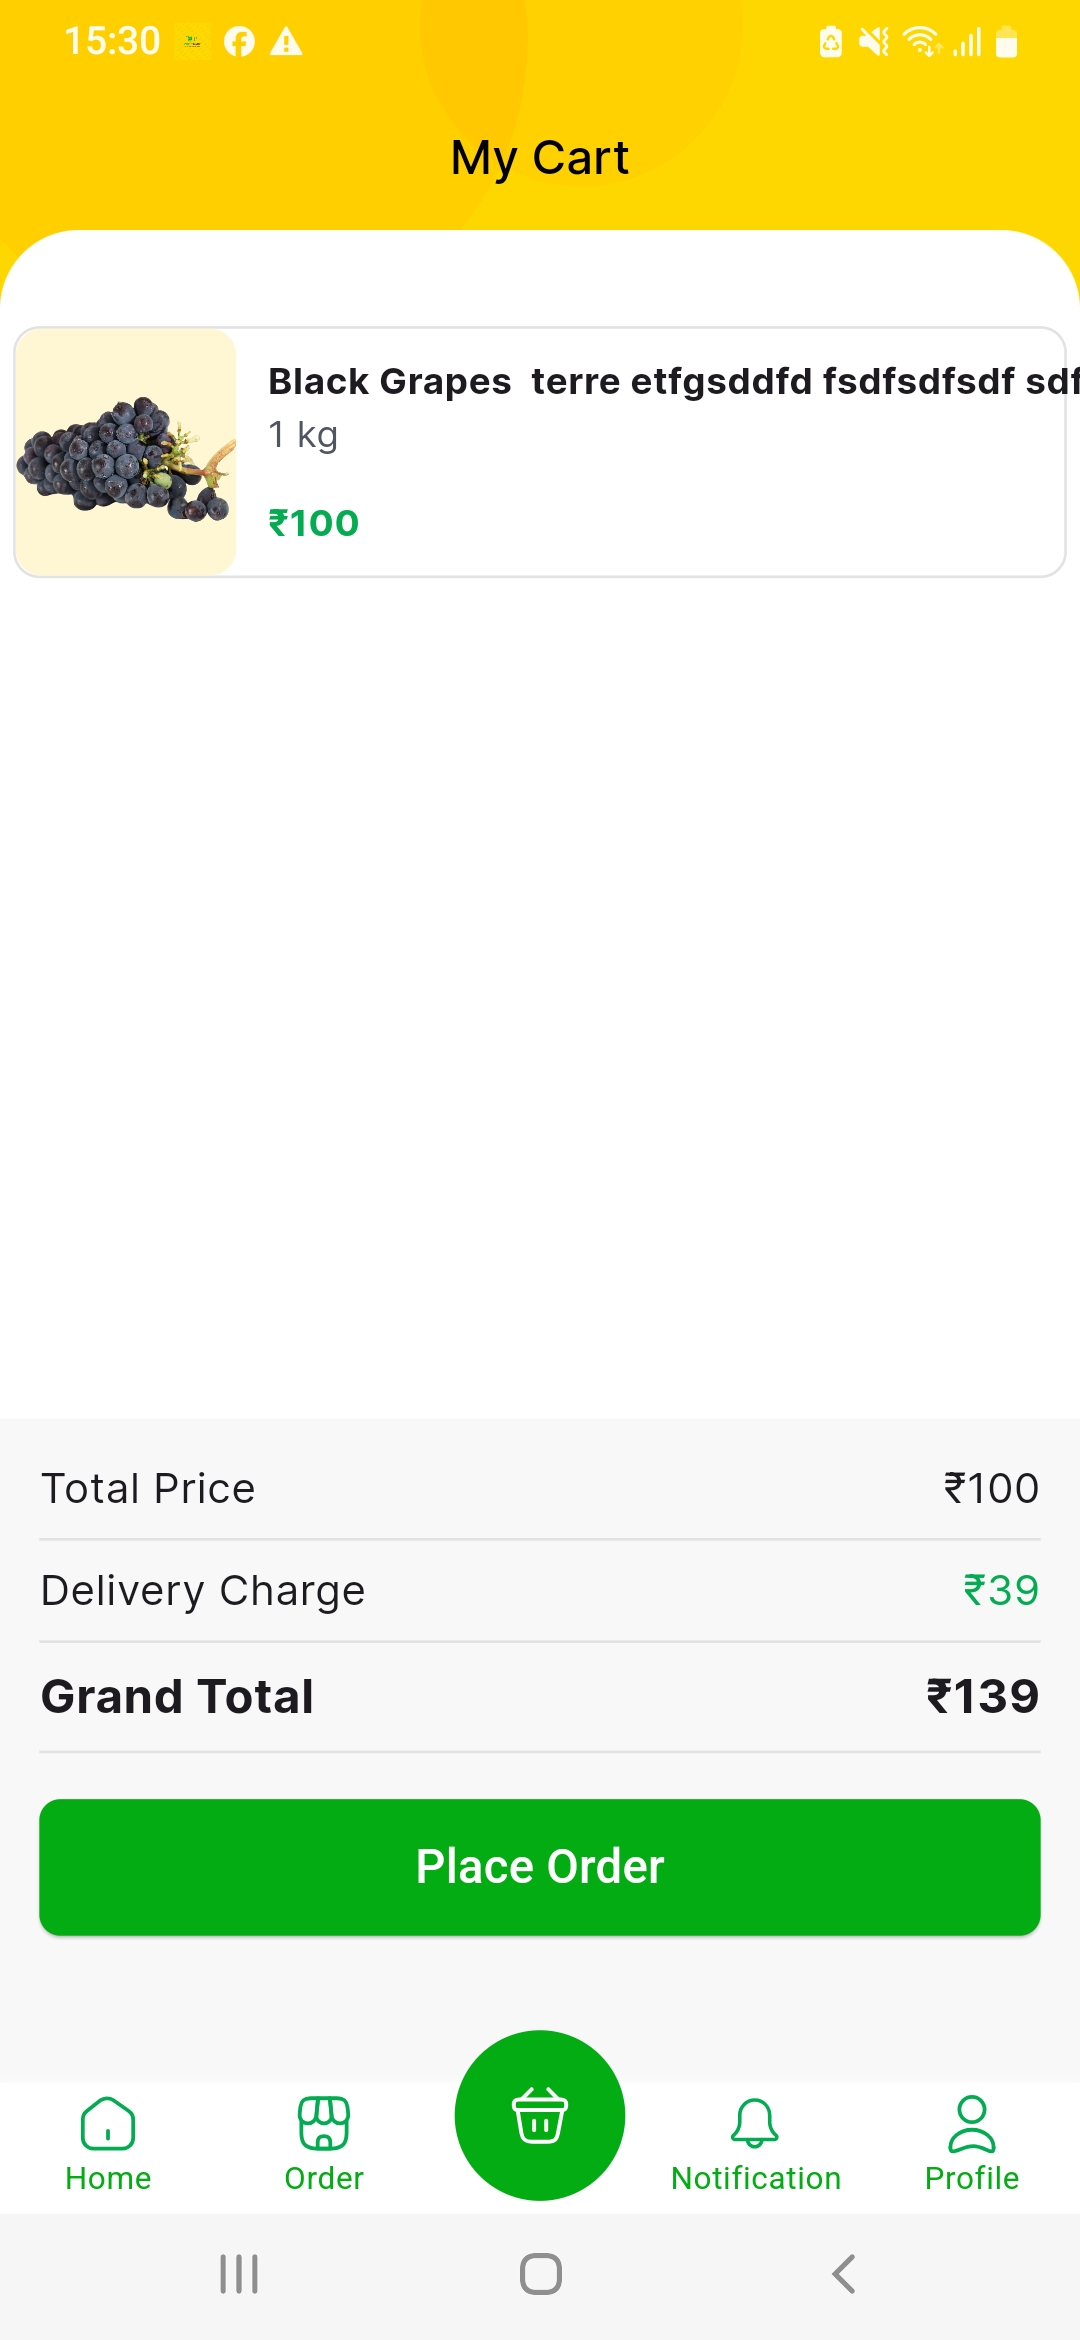 15:30
My Cart
Black Grapes terre etfgsddfd fsdfsdfsdf sdf
1 kg
₹100
Total Price ₹100
Delivery Charge ₹39
Grand Total ₹139
Place Order
Home Order Notification Profile